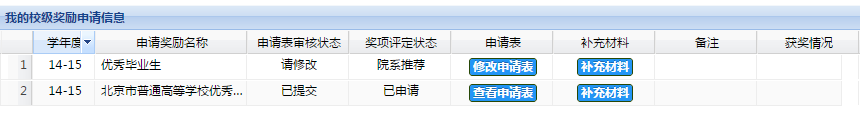 我的校级奖励申请信息
学年度 申请奖励名称 申请表审核状态 奖项评定状态 申请表 补充材料 备注 获奖情况
1 14-15 优秀毕业生 请修改 院系推荐 修改申请表 补充材料
2 14-15 北京市普通高等学校优秀... 已提交 已申请 查看申请表 补充材料